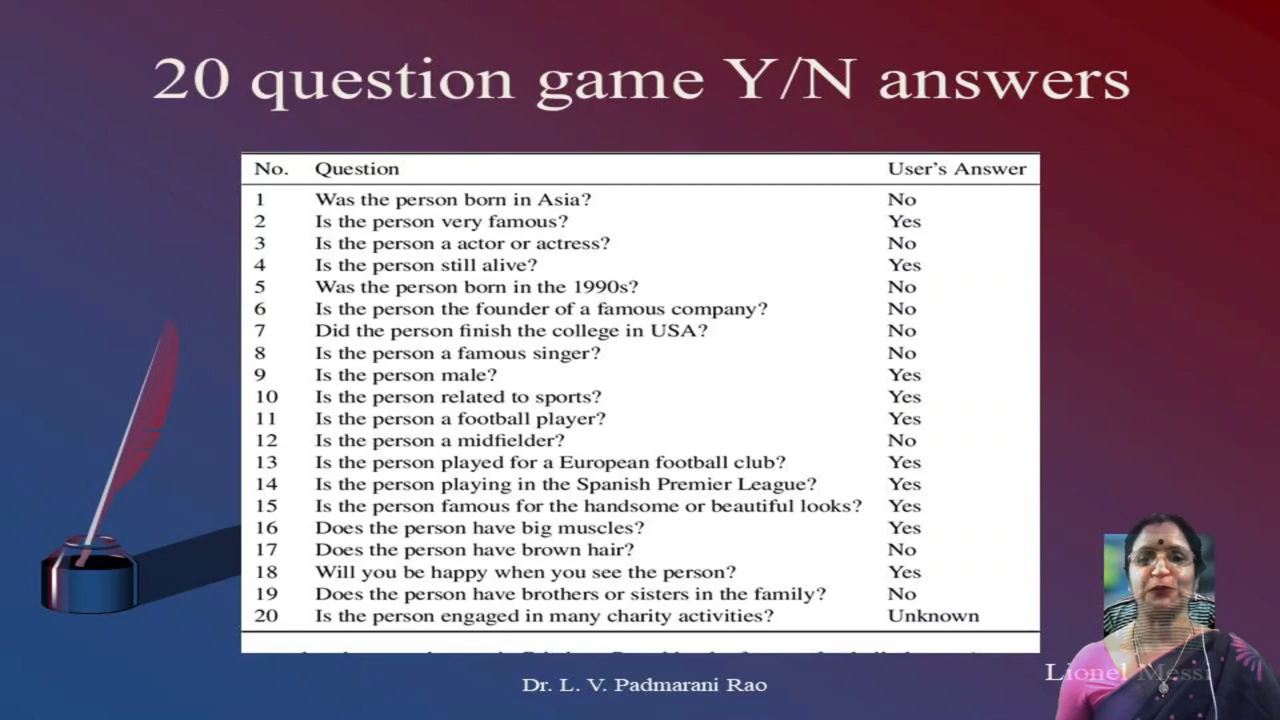 20 question game Y/N answers
No. Question User's Answer
1 Was the person born in Asia? No
2 Is the person very famous? Yes
3 Is the person a actor or actress? No
4 Is the person still alive? Yes
5 Was the person born in the 1990s? No
6 Is the person the founder of a famous company? No
7 Did the person finish the college in USA? No
8 Is the person a famous singer? No
9 Is the person male? Yes
10 Is the person related to sports? Yes
11 Is the person a football player? Yes
12 Is the person a midfielder? No
13 Is the person played for a European football club? Yes
14 Is the person playing in the Spanish Premier League? Yes
15 Is the person famous for the handsome or beautiful looks? Yes
16 Does the person have big muscles? Yes
17 Does the person have brown hair? No
18 Will you be happy when you see the person? Yes
19 Does the person have brothers or sisters in the family? No
20 Is the person engaged in many charity activities? Unknown
Lionel Messi
Dr. L. V. Padmarani Rao